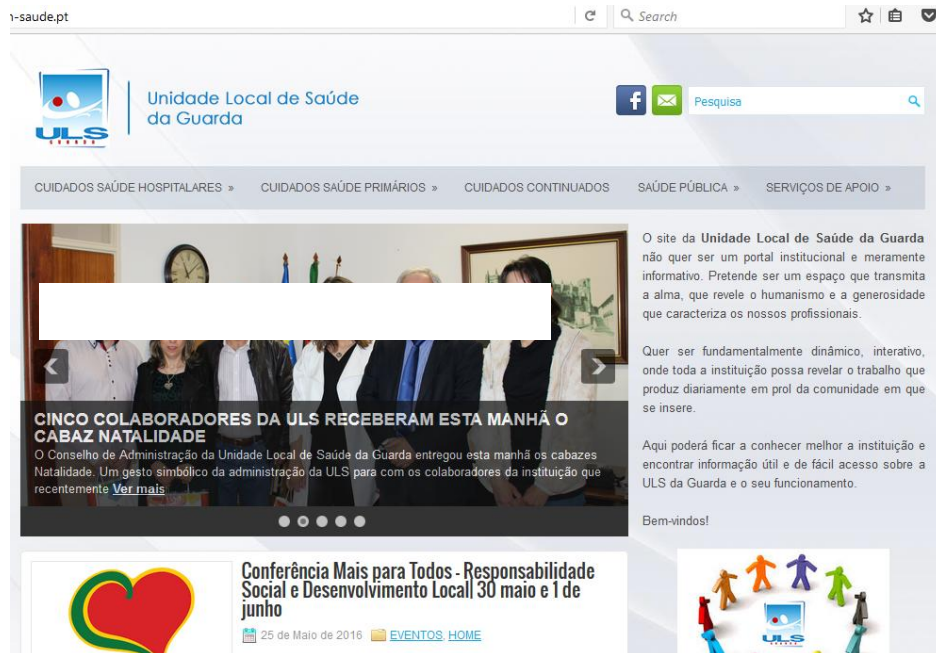 n-saude.pt
Search
ULS
GUARDA
Unidade Local de Saúde
da Guarda
Pesquisa
CUIDADOS SAÚDE HOSPITALARES »
CUIDADOS SAÚDE PRIMÁRIOS »
CUIDADOS CONTINUADOS
SAÚDE PÚBLICA »
SERVIÇOS DE APOIO »
CINCO COLABORADORES DA ULS RECEBERAM ESTA MANHÃ O
CABAZ NATALIDADE
O Conselho de Administração da Unidade Local de Saúde da Guarda entregou esta manhã os cabazes
Natalidade. Um gesto simbólico da administração da ULS para com os colaboradores da instituição que
recentemente Ver mais
O site da Unidade Local de Saúde da Guarda
não quer ser um portal institucional e meramente
informativo. Pretende ser um espaço que transmita
a alma, que revele o humanismo e a generosidade
que caracteriza os nossos profissionais.
Quer ser fundamentalmente dinâmico, interativo,
onde toda a instituição possa revelar o trabalho que
produz diariamente em prol da comunidade em que
se insere.
Aqui poderá ficar a conhecer melhor a instituição e
encontrar informação útil e de fácil acesso sobre a
ULS da Guarda e o seu funcionamento.
Bem-vindos!
Conferência Mais para Todos - Responsabilidade
Social e Desenvolvimento Local| 30 maio e 1 de
junho
25 de Maio de 2016 EVENTOS, HOME
ULS